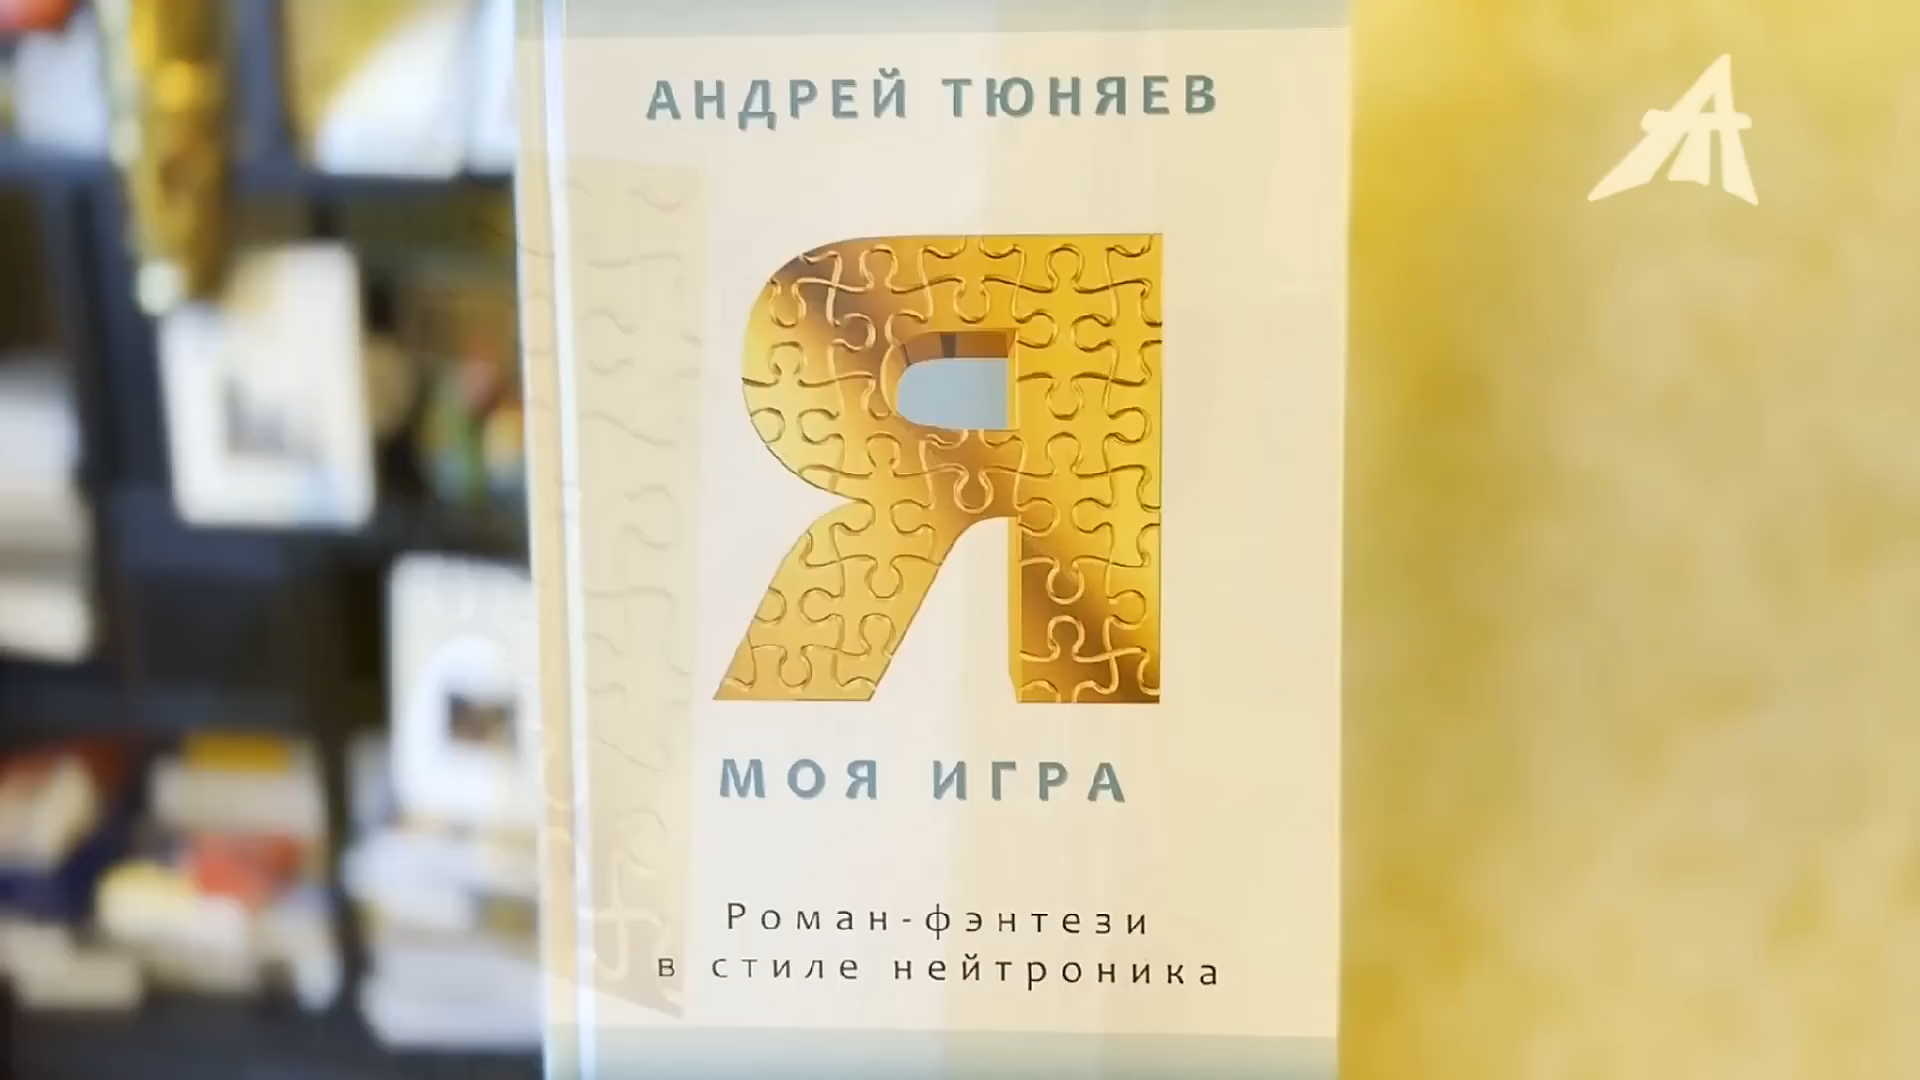 АНДРЕЙ ТЮНЯЕВ
Я
МОЯ ИГРА
Роман-фэнтези
в стиле нейтроника